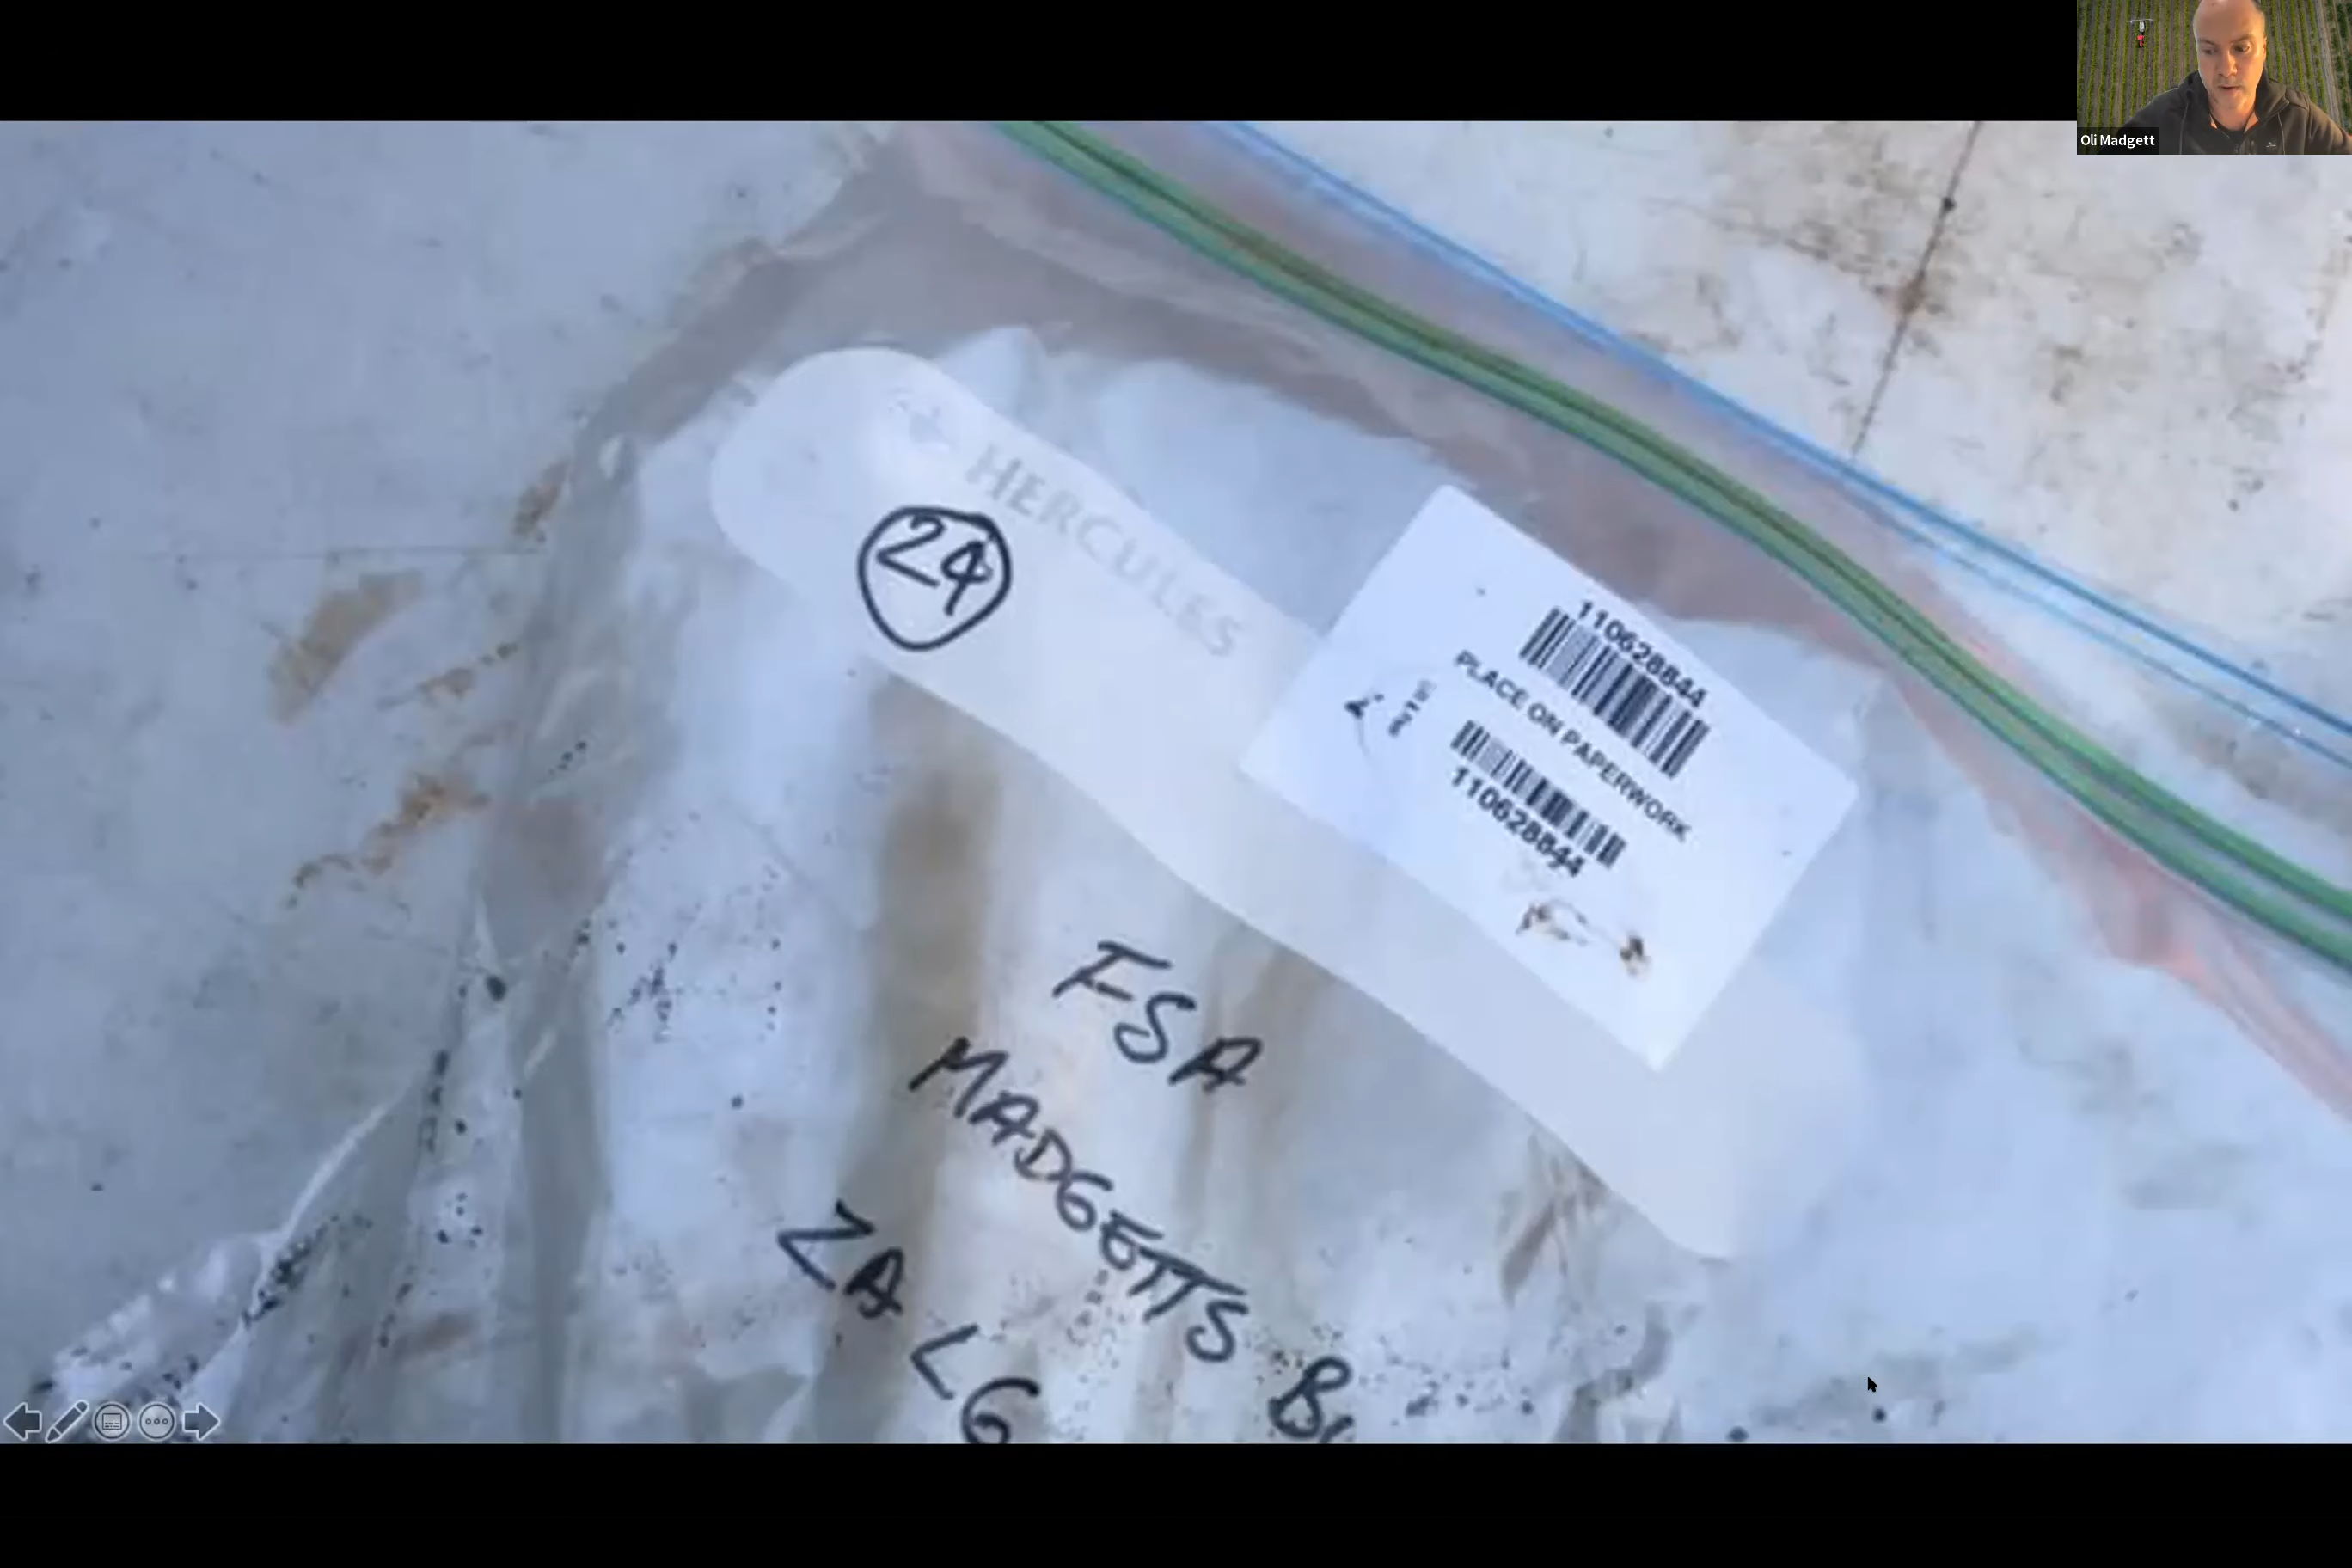 Oli Madgett
HERCULES
24
110628844
PLACE ON PAPERWORK
110628844
FSA
MADGETTS
ZA LG